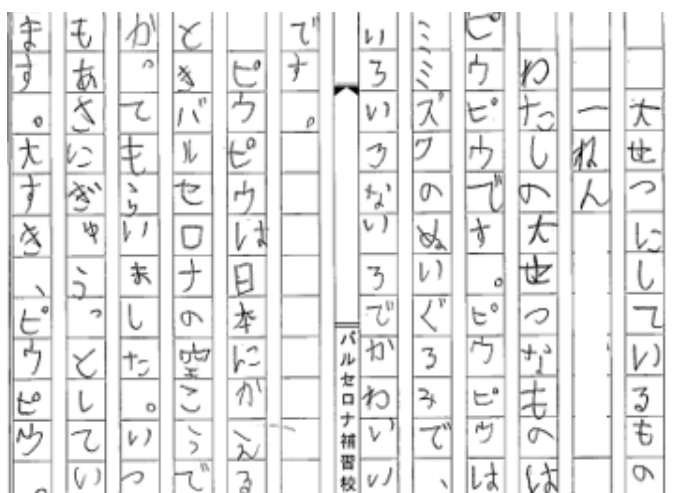 大せつにしているもの
一ねん
わたしの大せつなものは
ピウピウです。ピウピウは
ミミズクのぬいぐるみで、
いろいろないろでかわいい
バルセロナ補習校
です。
ピウピウは日本にかえる
ときバルセロナの空こうで
かってもらいました。いつ
もあさにぎゅうっとしてい
ます。大すき、ピウピウ。